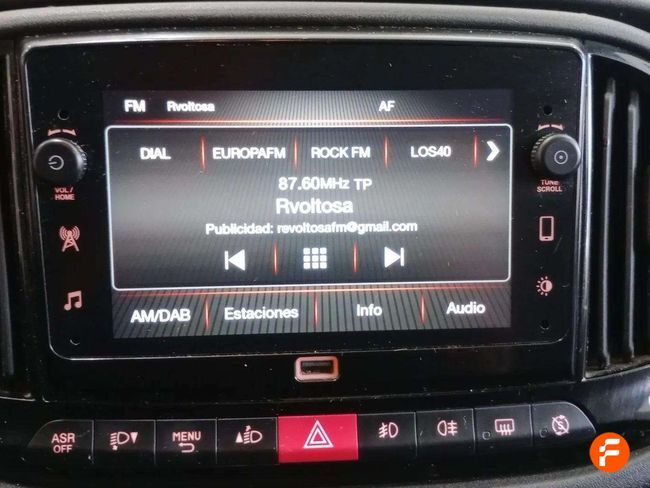 FM Rvoltosa AF
DIAL EUROPAFM ROCK FM LOS40
87.60MHz TP
Rvoltosa
Publicidad: revoltosafm@gmail.com
AM/DAB Estaciones Info Audio
VOL/
HOME
TUNE
SCROLL
ASR
OFF
MENU